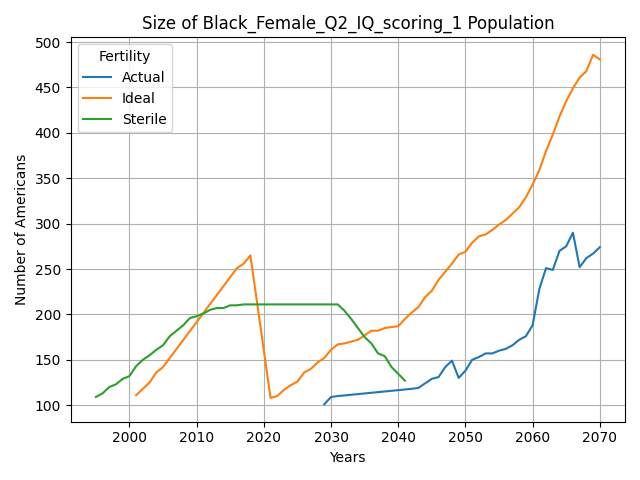 Size of Black_Female_Q2_IQ_scoring_1 Population
Fertility
Actual
Ideal
Sterile
Number of Americans
500
450
400
350
300
250
200
150
100
2000 2010 2020 2030 2040 2050 2060 2070
Years